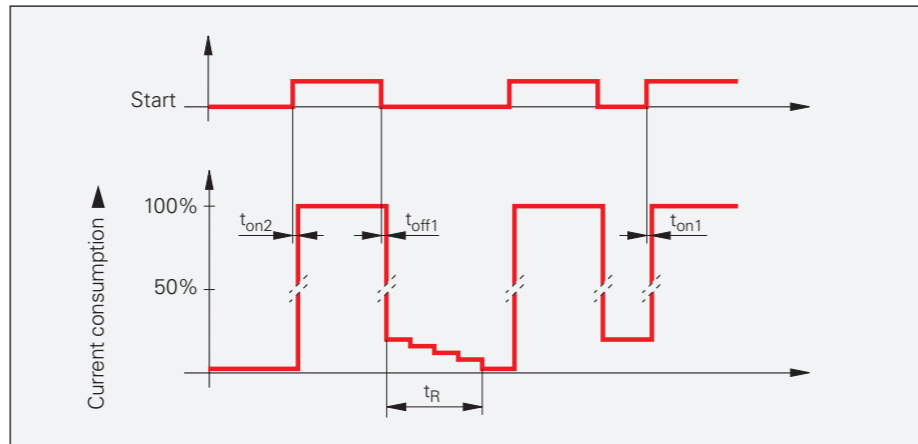 Start
Current consumption
100%
50%
ton2
toff1
ton1
tR